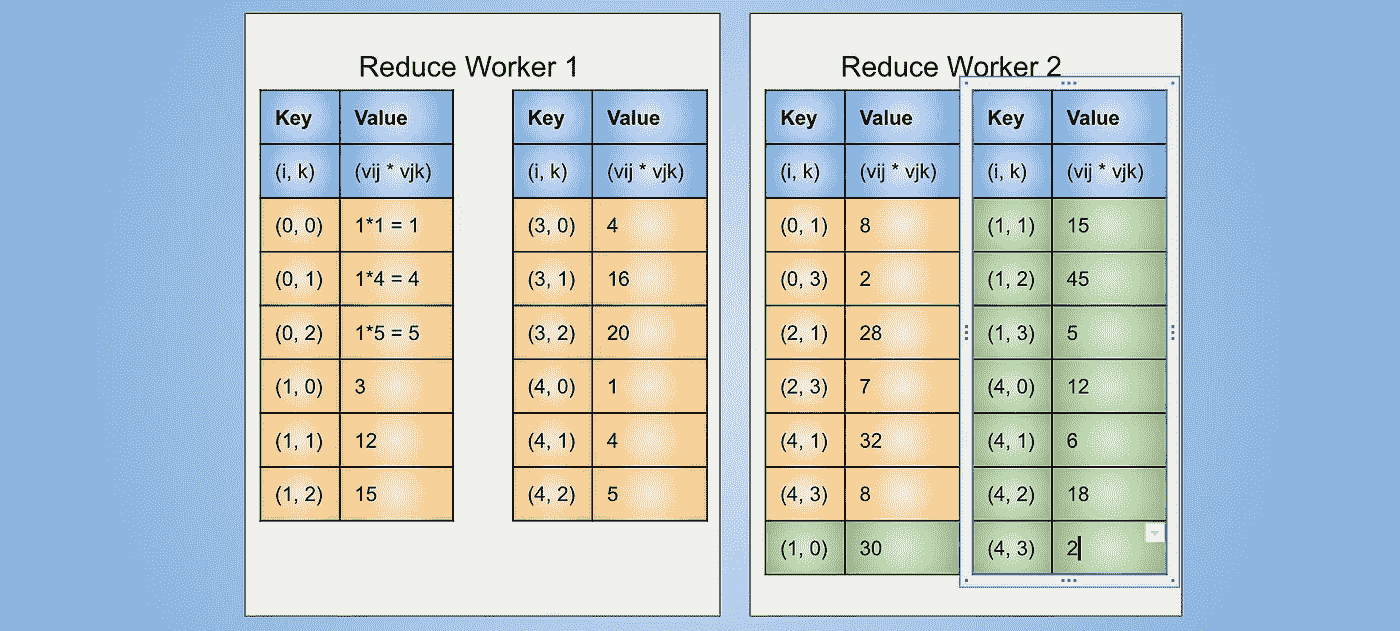 Reduce Worker 1
Key Value
(i, k) (vij * vjk)
(0, 0) 1*1 = 1
(0, 1) 1*4 = 4
(0, 2) 1*5 = 5
(1, 0) 3
(1, 1) 12
(1, 2) 15
Key Value
(i, k) (vij * vjk)
(3, 0) 4
(3, 1) 16
(3, 2) 20
(4, 0) 1
(4, 1) 4
(4, 2) 5
Reduce Worker 2
Key Value
(i, k) (vij * vjk)
(0, 1) 8
(0, 3) 2
(2, 1) 28
(2, 3) 7
(4, 1) 32
(4, 3) 8
(1, 0) 30
Key Value
(i, k) (vij * vjk)
(1, 1) 15
(1, 2) 45
(1, 3) 5
(4, 0) 12
(4, 1) 6
(4, 2) 18
(4, 3) 2